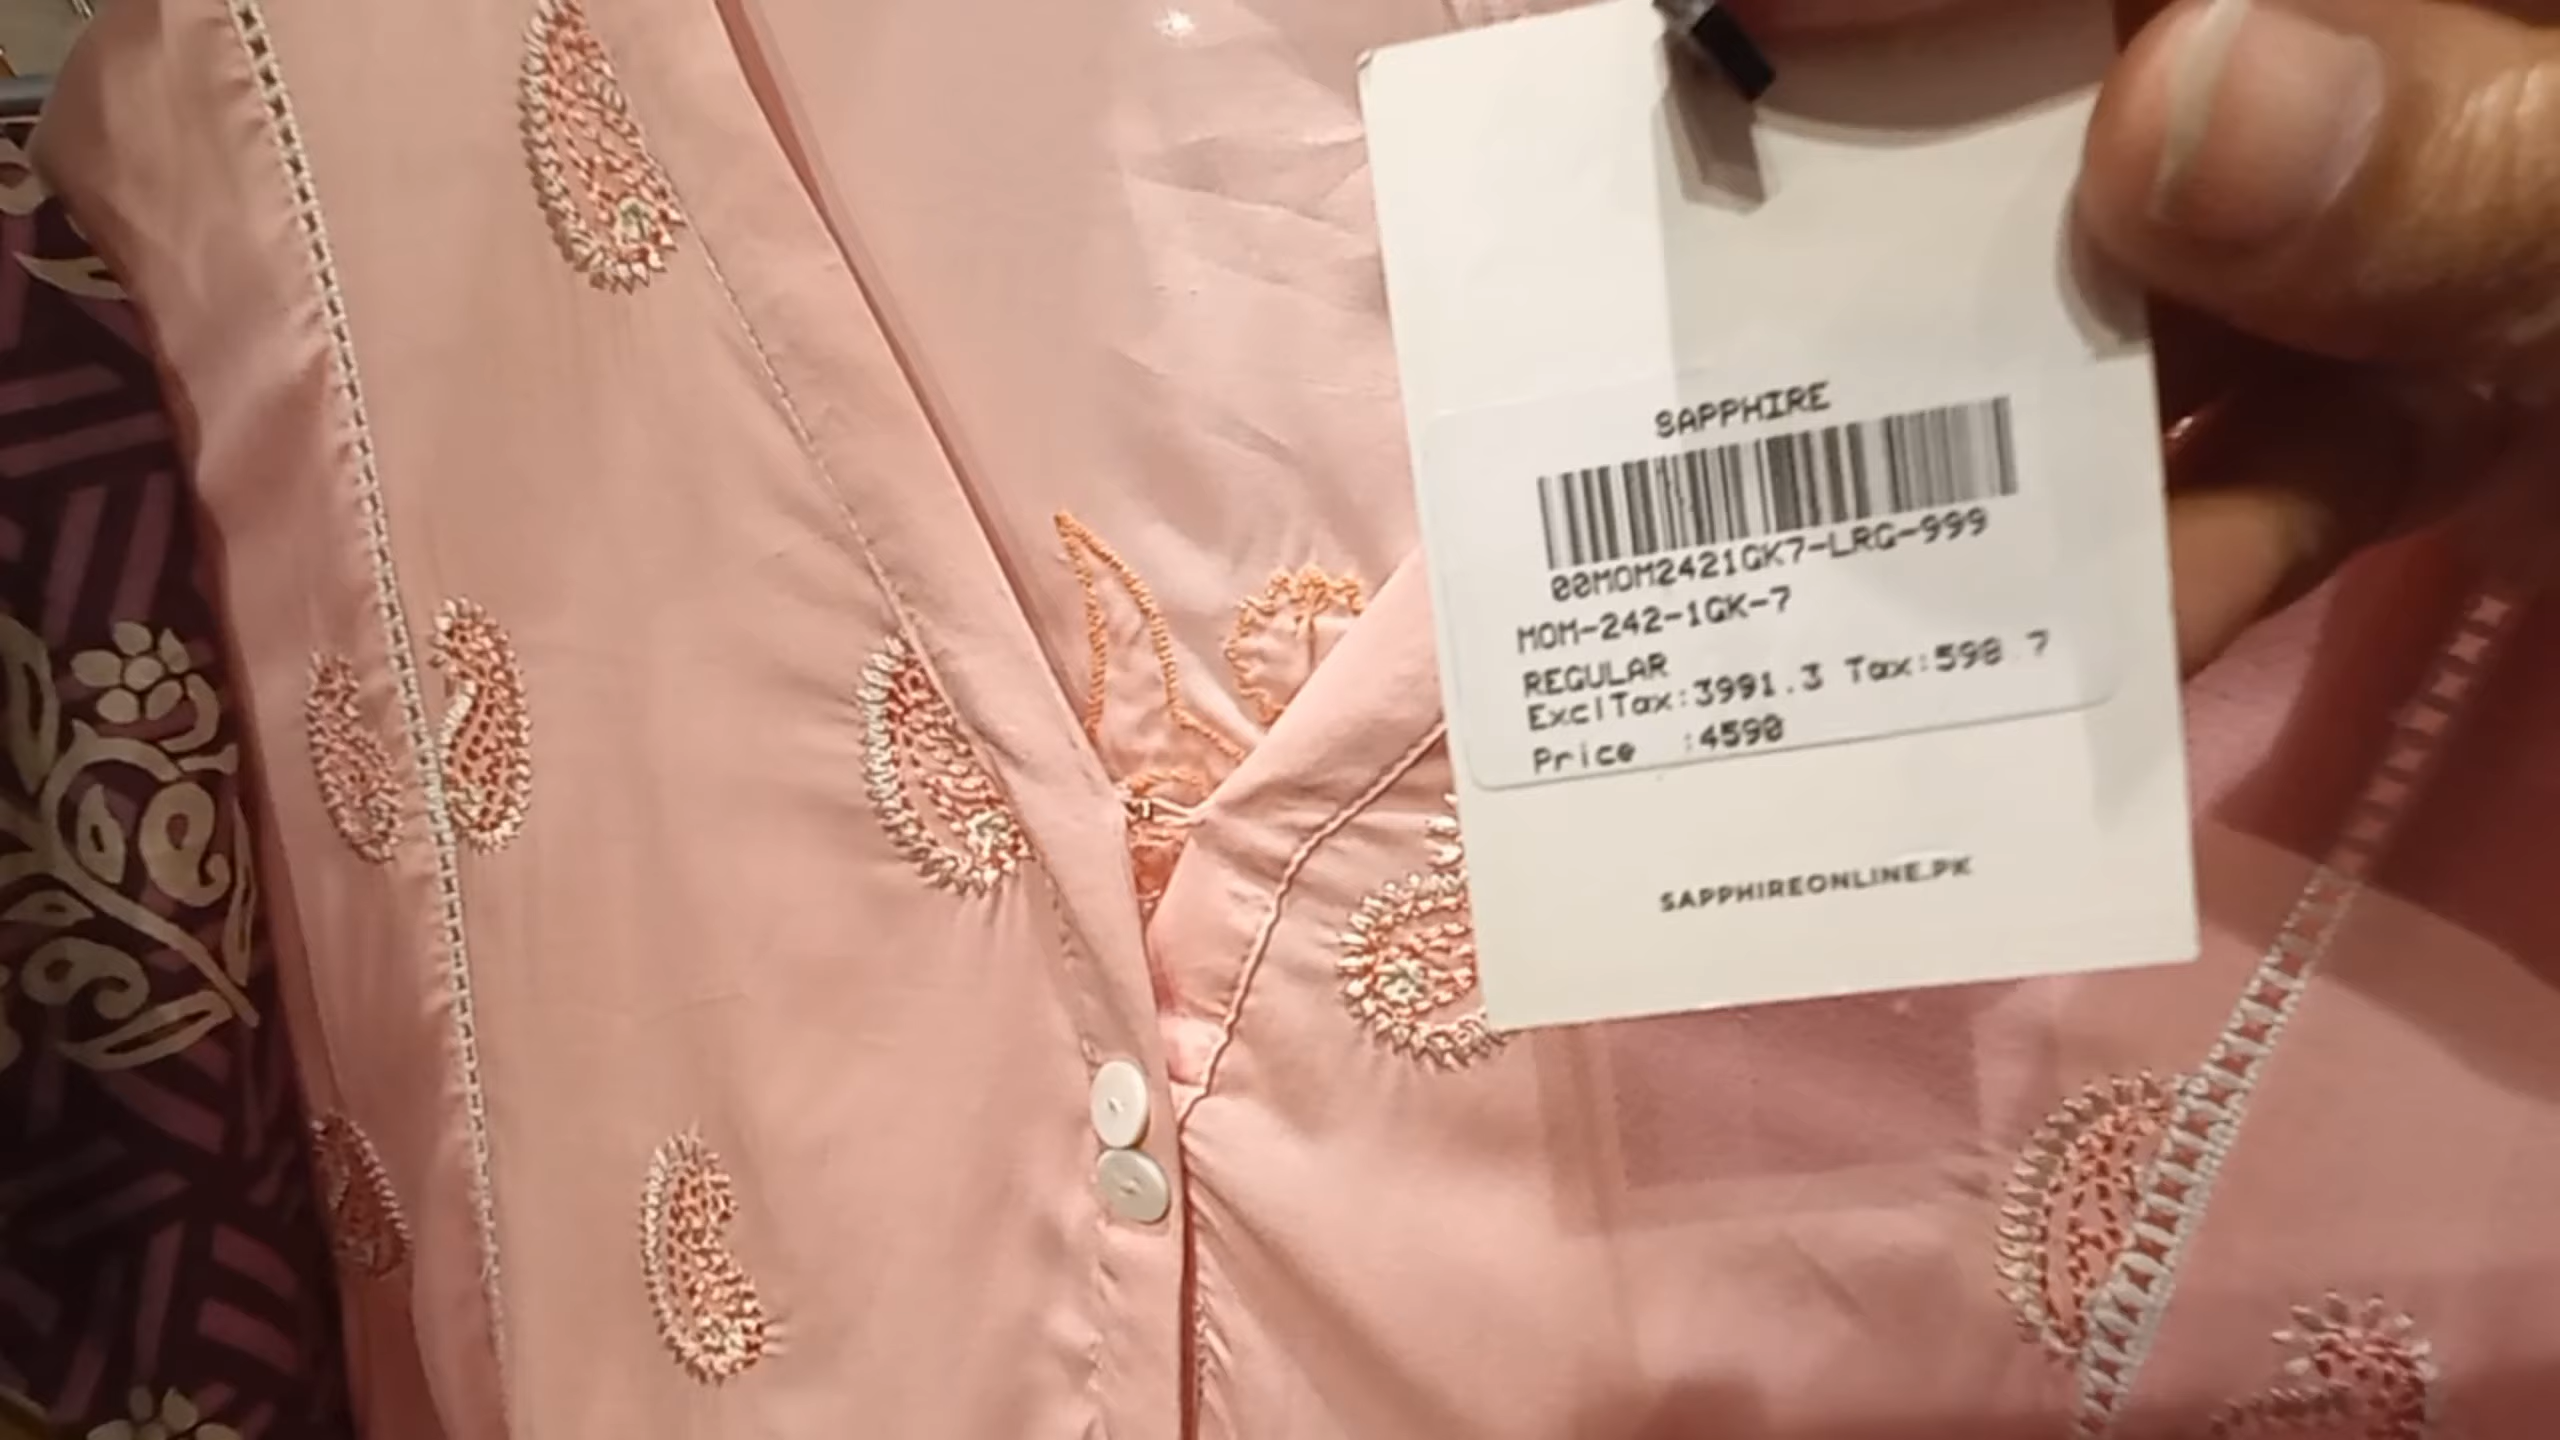 SAPPHIRE
00MOM2421GK7-LRG-999
MOM-242-1GK-7
REGULAR
ExclTax:3991.3 Tax:598.7
Price :4590
SAPPHIREONLINE.PK